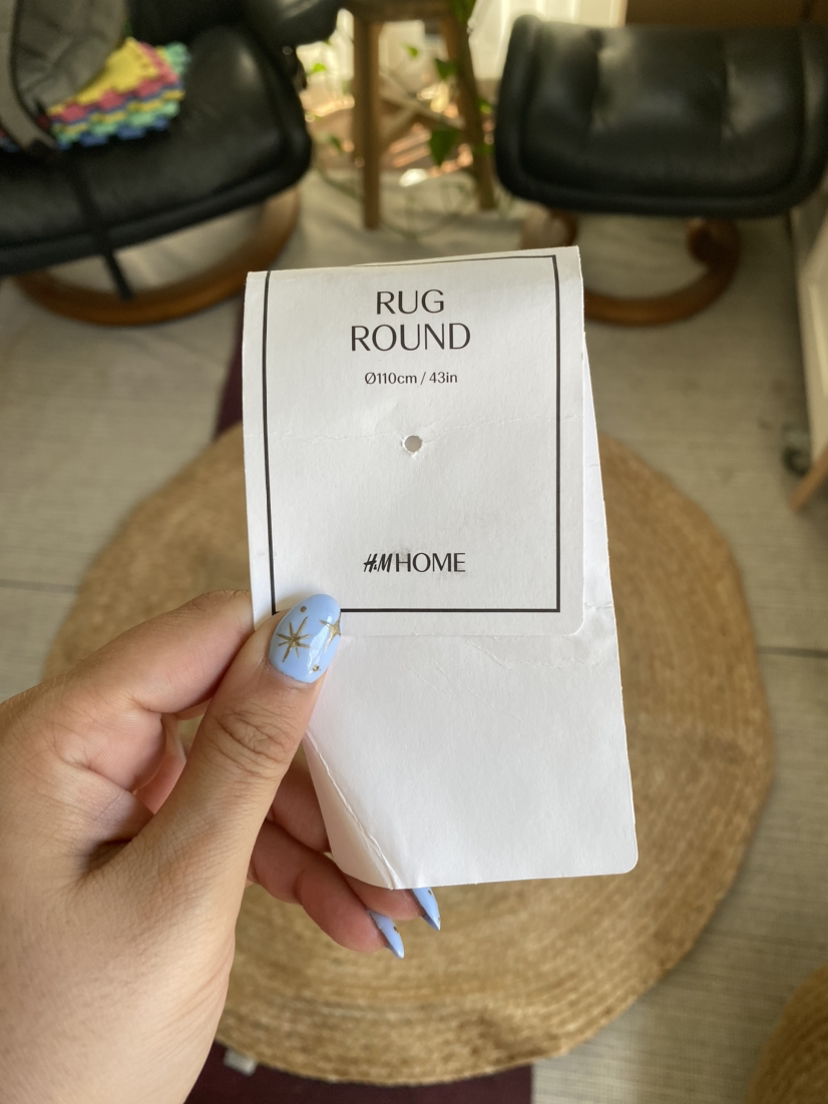 RUG
ROUND
Ø110cm / 43in
H&M HOME